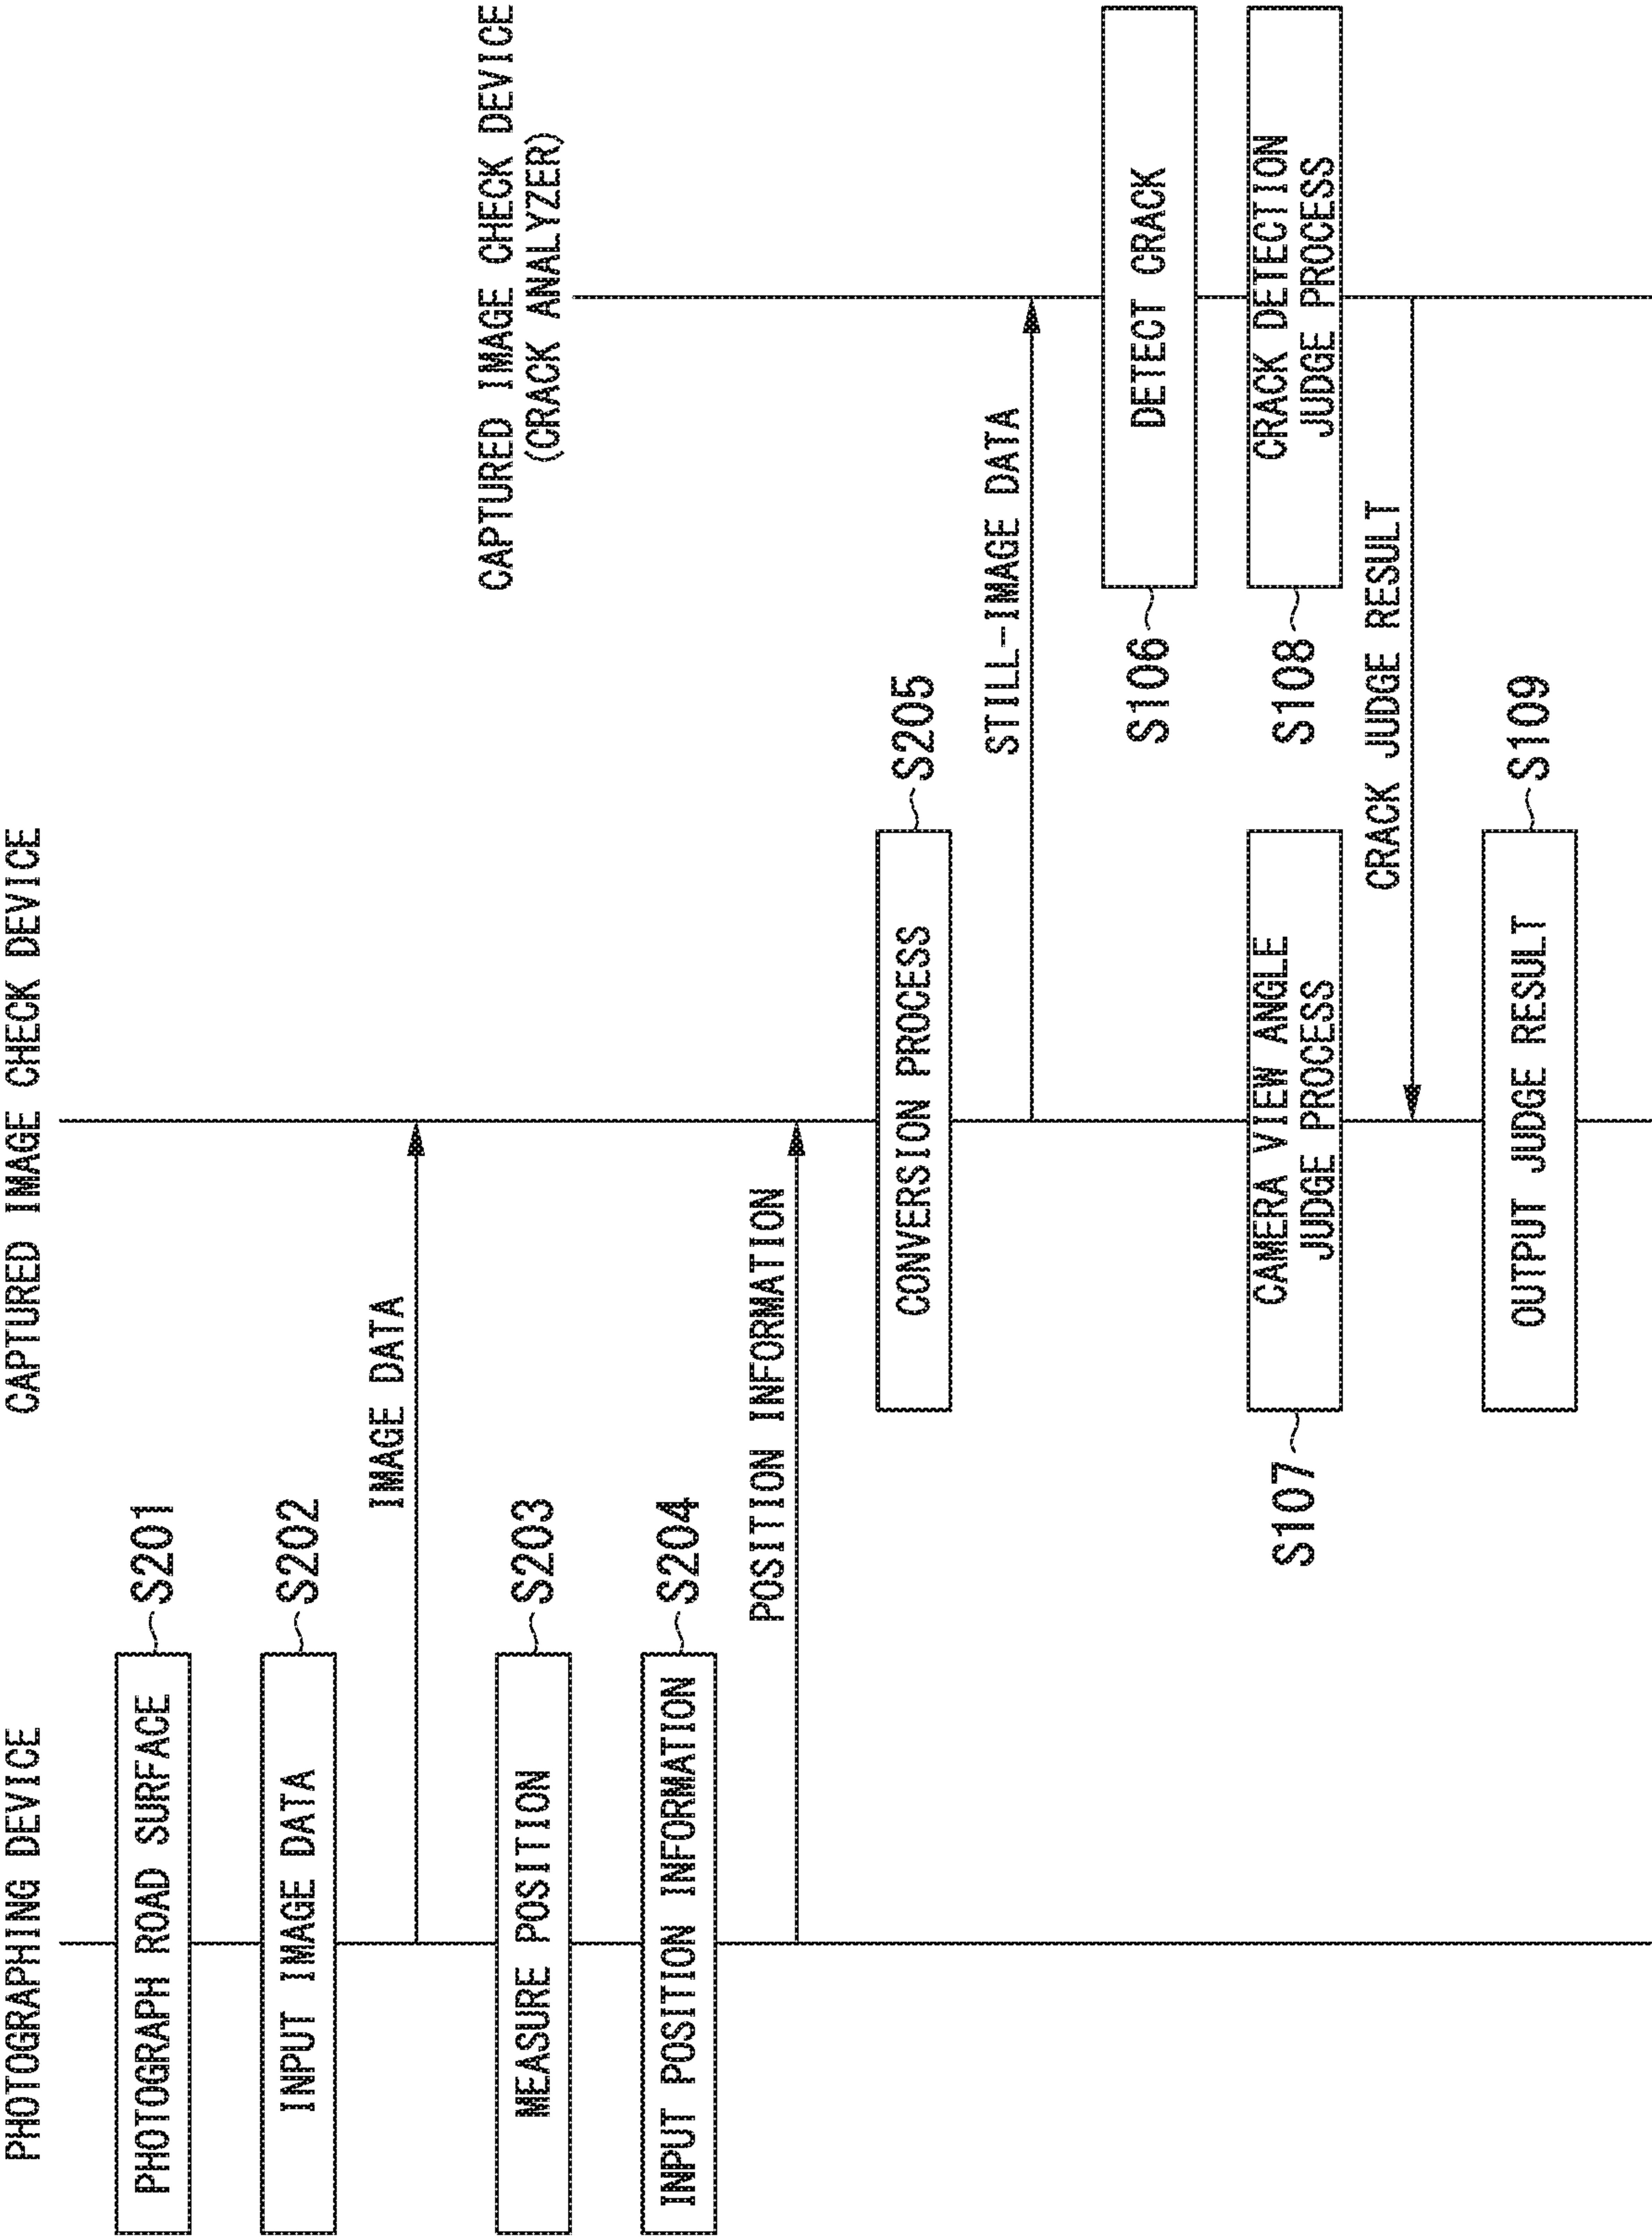 PHOTOGRAPHING DEVICE
CAPTURED IMAGE CHECK DEVICE
CAPTURED IMAGE CHECK DEVICE
(CRACK ANALYZER)
PHOTOGRAPH ROAD SURFACE
S201
INPUT IMAGE DATA
S202
IMAGE DATA
MEASURE POSITION
S203
INPUT POSITION INFORMATION
S204
POSITION INFORMATION
CONVERSION PROCESS
S205
STILL-IMAGE DATA
S106
DETECT CRACK
S107
CAMERA VIEW ANGLE
JUDGE PROCESS
S108
CRACK DETECTION
JUDGE PROCESS
CRACK JUDGE RESULT
OUTPUT JUDGE RESULT
S109